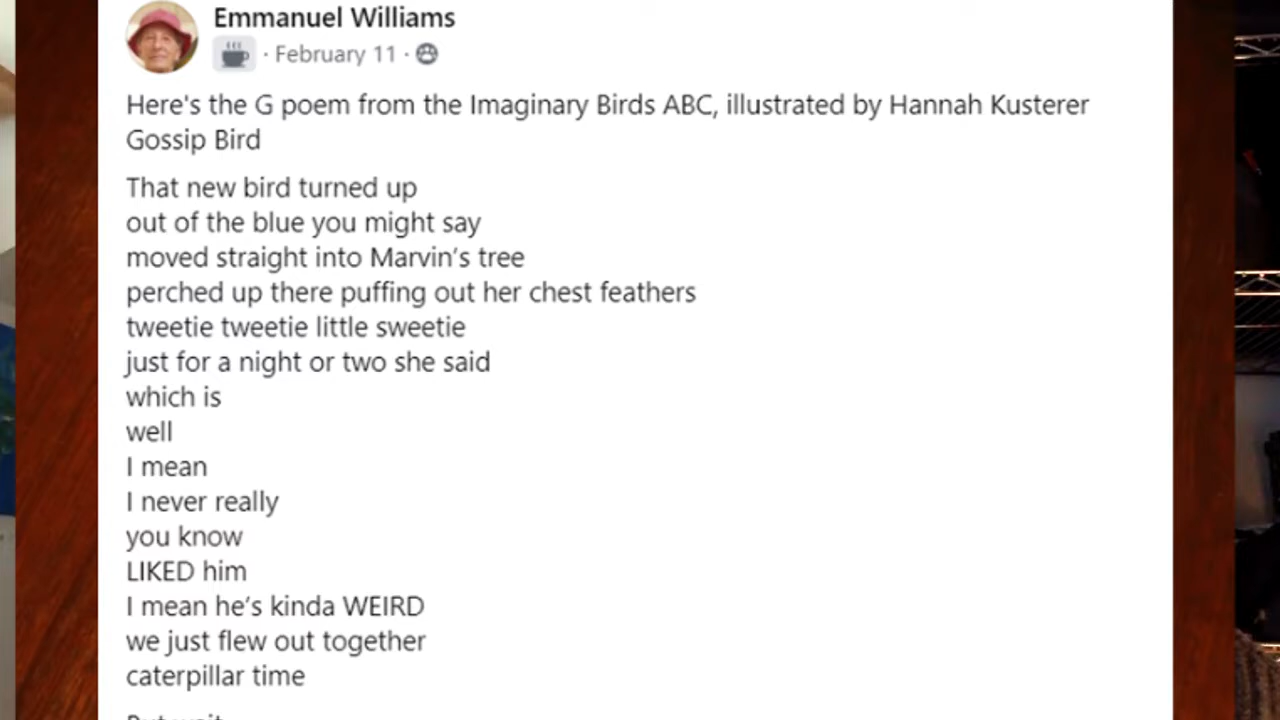 Emmanuel Williams
· February 11 ·
Here's the G poem from the Imaginary Birds ABC, illustrated by Hannah Kusterer
Gossip Bird
That new bird turned up
out of the blue you might say
moved straight into Marvin’s tree
perched up there puffing out her chest feathers
tweetie tweetie little sweetie
just for a night or two she said
which is
well
I mean
I never really
you know
LIKED him
I mean he’s kinda WEIRD
we just flew out together
caterpillar time
But wait